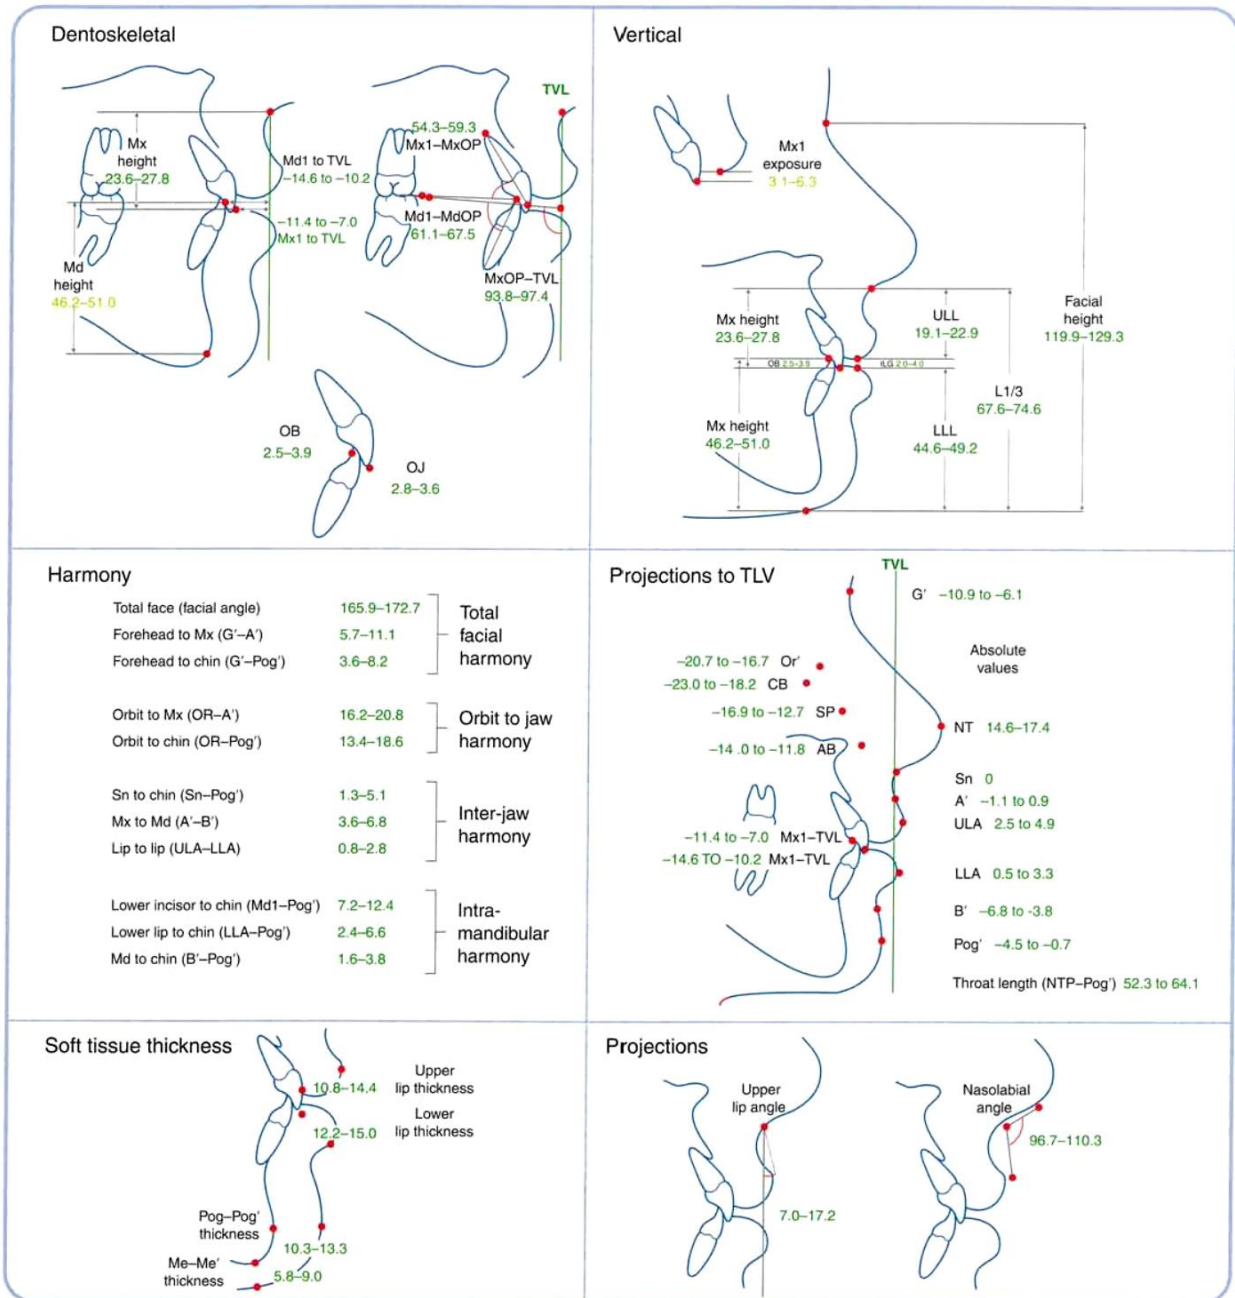 Dentoskeletal
TVL
Mx
height
23.6–27.8
Md1 to TVL
–14.6 to –10.2
–11.4 to –7.0
Mx1 to TVL
Md
height
46.2–51.0
54.3–59.3
Mx1–MxOP
Md1–MdOP
61.1–67.5
MxOP–TVL
93.8–97.4
OB
2.5–3.9
OJ
2.8–3.6
Vertical
Mx1
exposure
3.1–6.3
Mx height
23.6–27.8
ULL
19.1–22.9
Facial
height
119.9–129.3
OB 2.5-3.9
ILG 2.0-4.0
L1/3
67.6–74.6
Mx height
46.2–51.0
LLL
44.6–49.2
Harmony
Total face (facial angle) 165.9–172.7
Forehead to Mx (G′–A′) 5.7–11.1
Forehead to chin (G′–Pog′) 3.6–8.2
Total
facial
harmony
Orbit to Mx (OR–A′) 16.2–20.8
Orbit to chin (OR–Pog′) 13.4–18.6
Orbit to jaw
harmony
Sn to chin (Sn–Pog′) 1.3–5.1
Mx to Md (A′–B′) 3.6–6.8
Lip to lip (ULA–LLA) 0.8–2.8
Inter-jaw
harmony
Lower incisor to chin (Md1–Pog′) 7.2–12.4
Lower lip to chin (LLA–Pog′) 2.4–6.6
Md to chin (B′–Pog′) 1.6–3.8
Intra-
mandibular
harmony
Projections to TLV
TVL
G′ –10.9 to –6.1
Absolute
values
–20.7 to –16.7 Or′
–23.0 to –18.2 CB
–16.9 to –12.7 SP
–14 .0 to –11.8 AB
NT 14.6–17.4
Sn 0
A′ –1.1 to 0.9
ULA 2.5 to 4.9
–11.4 to –7.0 Mx1–TVL
–14.6 TO –10.2 Mx1–TVL
LLA 0.5 to 3.3
B′ –6.8 to -3.8
Pog′ –4.5 to –0.7
Throat length (NTP–Pog′) 52.3 to 64.1
Soft tissue thickness
10.8–14.4
Upper
lip thickness
Lower
lip thickness
12.2–15.0
Pog–Pog′
thickness
10.3–13.3
Me–Me′
thickness
5.8–9.0
Projections
Upper
lip angle
7.0–17.2
Nasolabial
angle
96.7–110.3